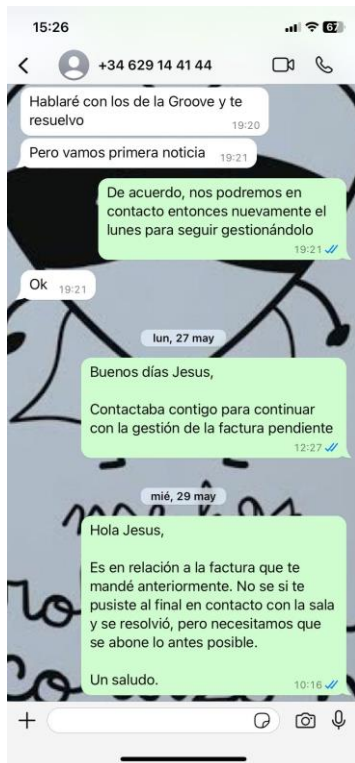 15:26
67
+34 629 14 41 44
Hablaré con los de la Groove y te
resuelvo
19:20
Pero vamos primera noticia
19:21
De acuerdo, nos podremos en
contacto entonces nuevamente el
lunes para seguir gestionándolo
19:21
Ok
19:21
lun, 27 may
Buenos días Jesus,
Contactaba contigo para continuar
con la gestión de la factura pendiente
12:27
mié, 29 may
Hola Jesus,
Es en relación a la factura que te
mandé anteriormente. No se si te
pusiste al final en contacto con la sala
y se resolvió, pero necesitamos que
se abone lo antes posible.
Un saludo.
10:16